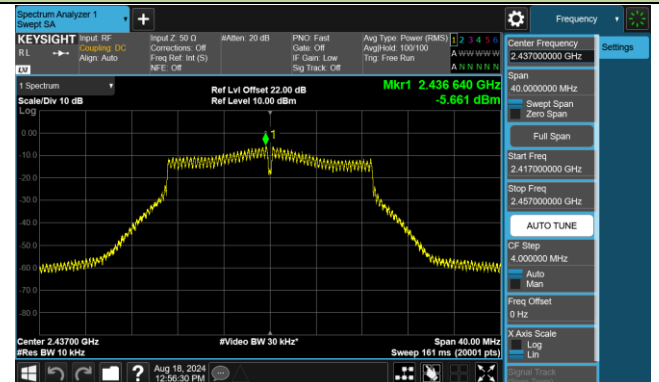 Spectrum Analyzer 1
Swept SA
+
Frequency
KEYSIGHT
RL
LXI
Input: RF
Coupling: DC
Align: Auto
Input Z: 50 Ω
Corrections: Off
Freq Ref: Int (S)
NFE: Off
#Atten: 20 dB
PNO: Fast
Gate: Off
IF Gain: Low
Sig Track: Off
Avg Type: Power (RMS)
Avg|Hold: 100/100
Trig: Free Run
1 2 3 4 5 6
A W W W W W
A N N N N N
1 Spectrum
Scale/Div 10 dB
Ref Lvl Offset 22.00 dB
Ref Level 10.00 dBm
Mkr1 2.436 640 GHz
-5.661 dBm
Log
1
0.00
-10.0
-20.0
-30.0
-40.0
-50.0
-60.0
-70.0
-80.0
Center 2.43700 GHz
#Res BW 10 kHz
#Video BW 30 kHz*
Span 40.00 MHz
Sweep 161 ms (20001 pts)
?
Aug 18, 2024
12:56:30 PM
Center Frequency
2.437000000 GHz
Span
40.0000000 MHz
Swept Span
Zero Span
Full Span
Start Freq
2.417000000 GHz
Stop Freq
2.457000000 GHz
AUTO TUNE
CF Step
4.000000 MHz
Auto
Man
Freq Offset
0 Hz
X Axis Scale
Log
Lin
Signal Track
Settings